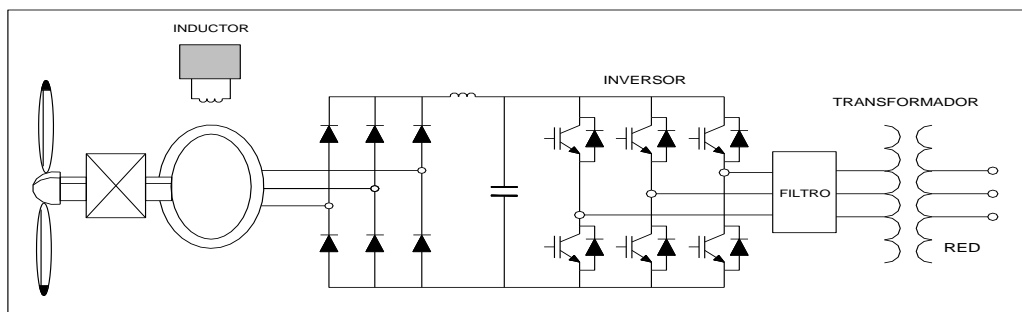 INDUCTOR
INVERSOR
TRANSFORMADOR
FILTRO
RED